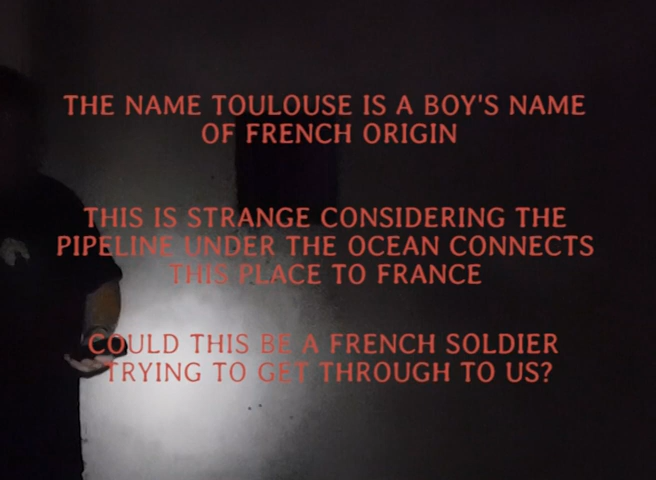 THE NAME TOULOUSE IS A BOY'S NAME
OF FRENCH ORIGIN
THIS IS STRANGE CONSIDERING THE
PIPELINE UNDER THE OCEAN CONNECTS
THIS PLACE TO FRANCE
COULD THIS BE A FRENCH SOLDIER
TRYING TO GET THROUGH TO US?